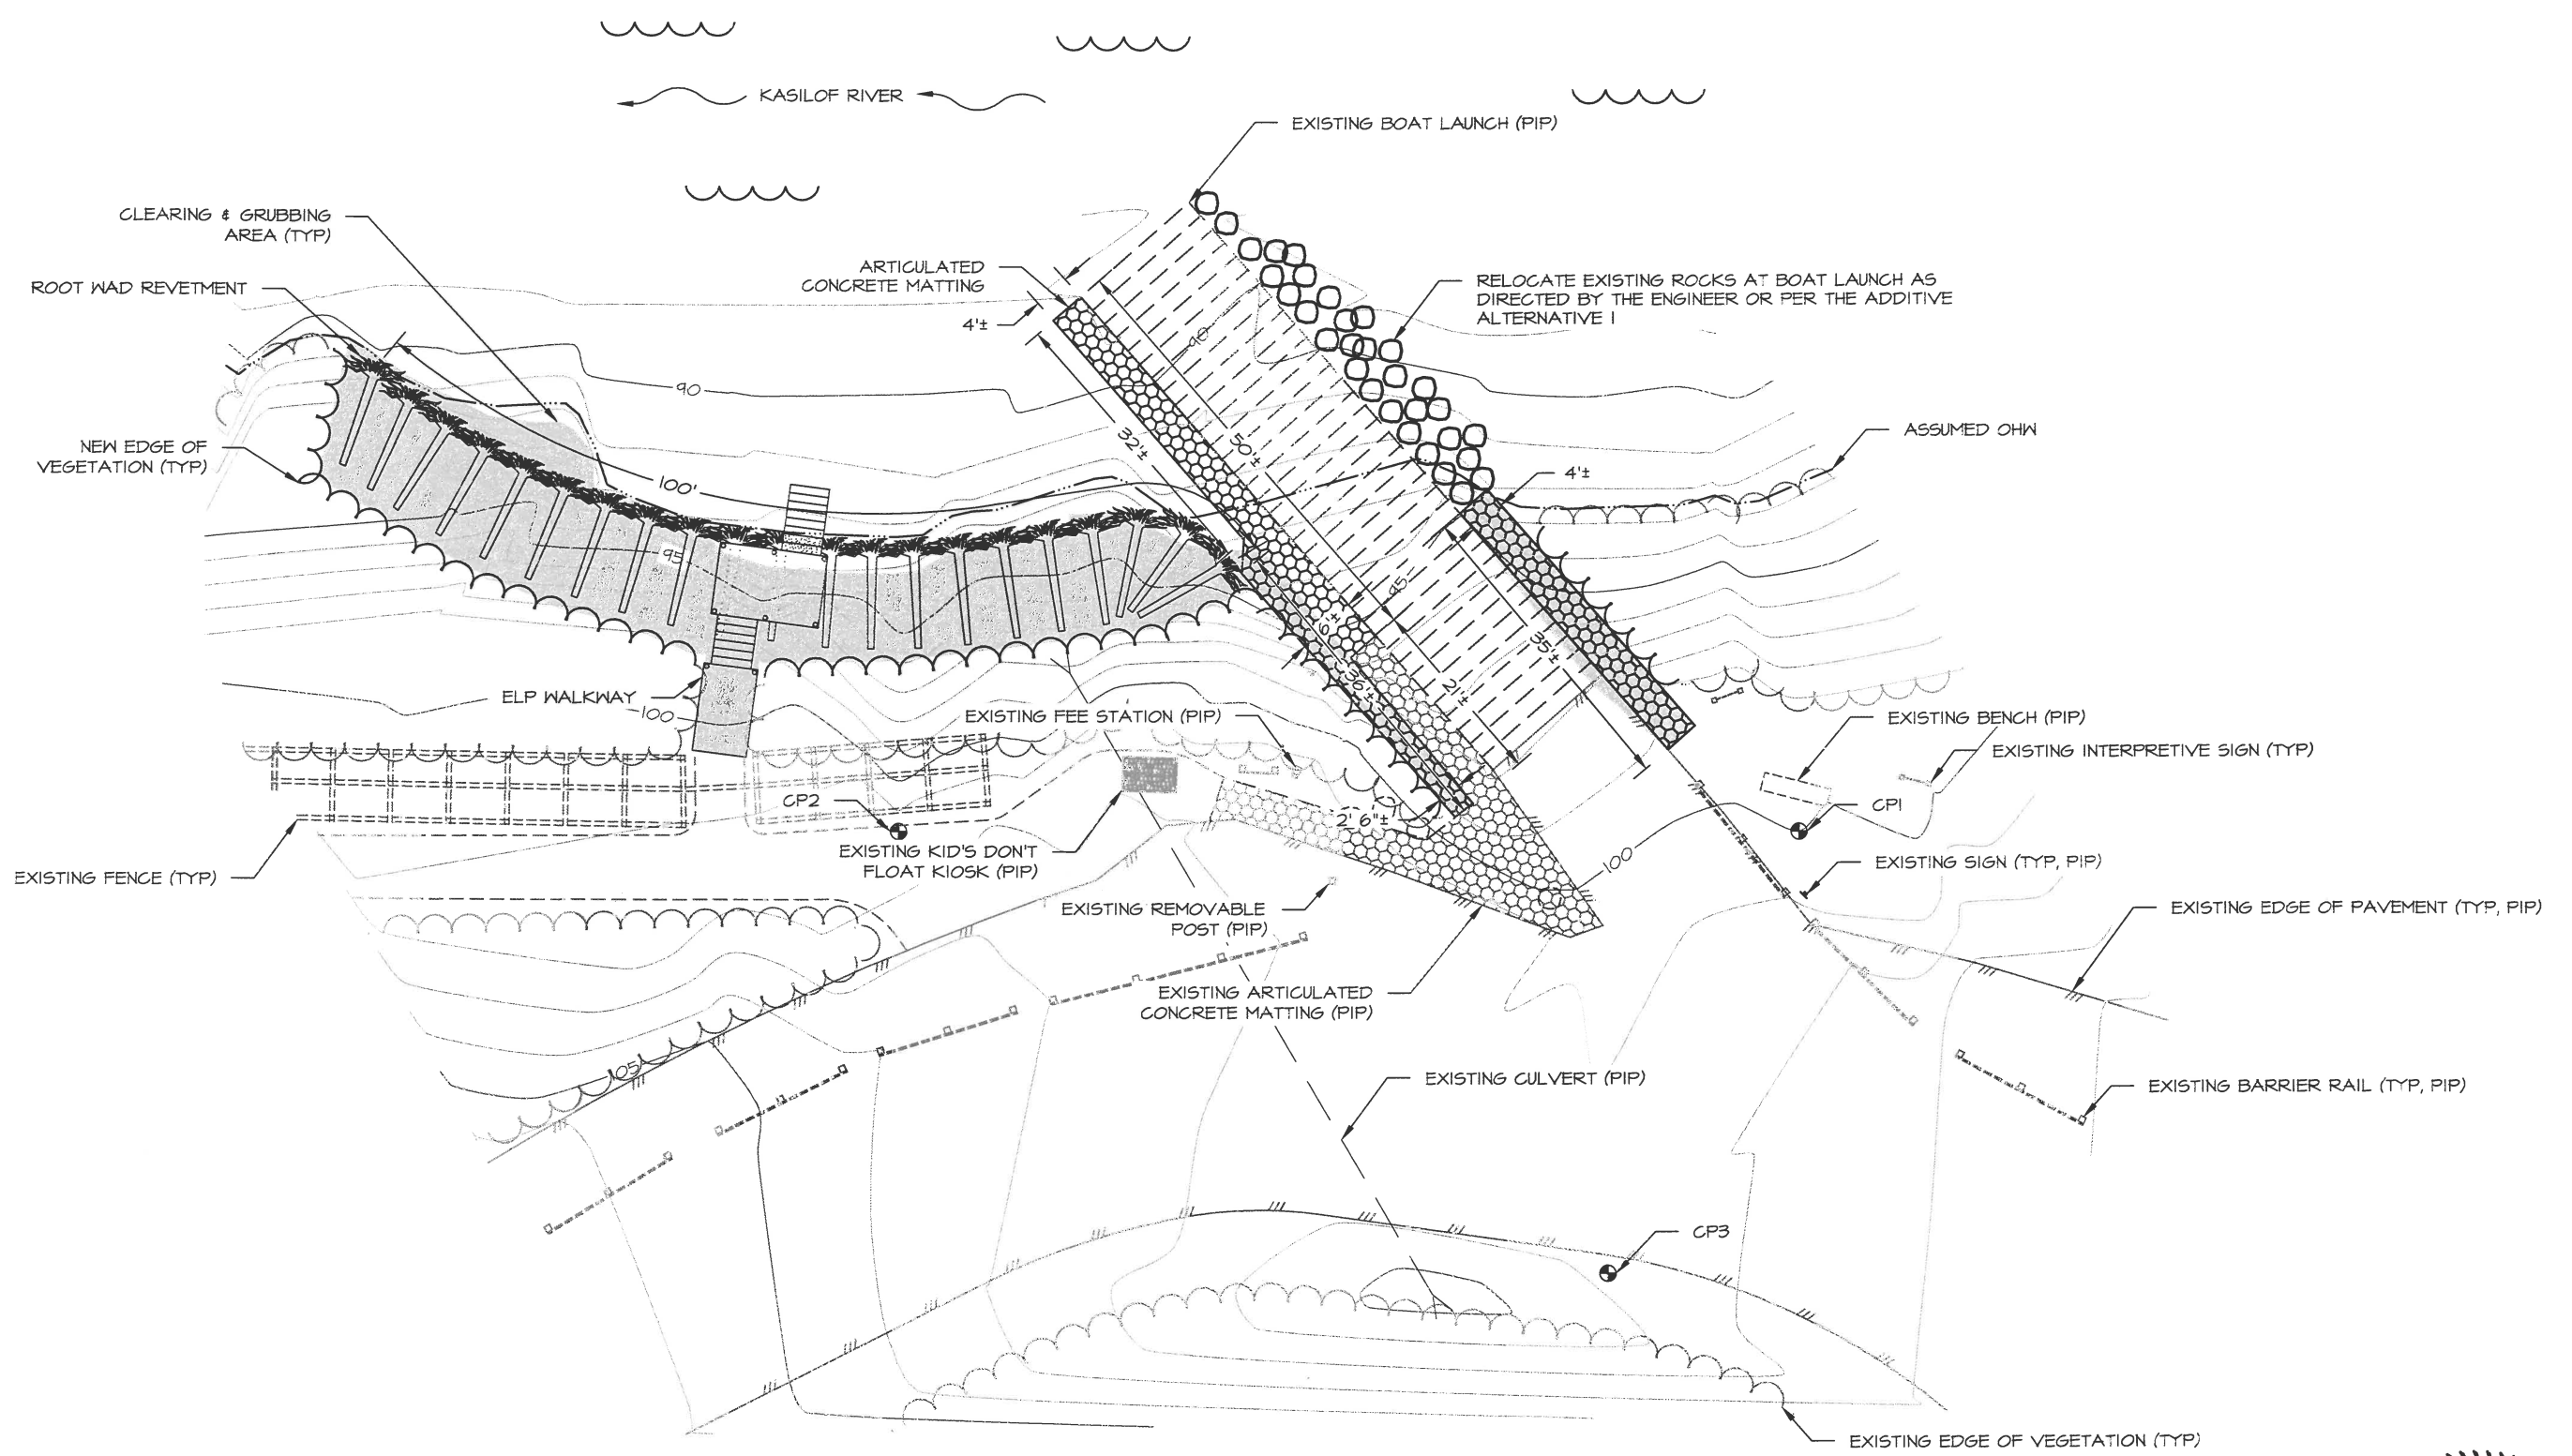 KASILOF RIVER
EXISTING BOAT LAUNCH (PIP)
CLEARING & GRUBBING
AREA (TYP)
ROOT WAD REVETMENT
ARTICULATED
CONCRETE MATTING
4'±
RELOCATE EXISTING ROCKS AT BOAT LAUNCH AS
DIRECTED BY THE ENGINEER OR PER THE ADDITIVE
ALTERNATIVE 1
90
90
NEW EDGE OF
VEGETATION (TYP)
100'
32'±
50'±
ASSUMED OHW
4'±
95
95
6'±
36'±
21'±
35'±
ELP WALKWAY
100
EXISTING FEE STATION (PIP)
EXISTING BENCH (PIP)
EXISTING INTERPRETIVE SIGN (TYP)
CP2
CP1
2' 6"±
EXISTING KID'S DON'T
FLOAT KIOSK (PIP)
100
EXISTING SIGN (TYP, PIP)
EXISTING FENCE (TYP)
EXISTING REMOVABLE
POST (PIP)
EXISTING EDGE OF PAVEMENT (TYP, PIP)
EXISTING ARTICULATED
CONCRETE MATTING (PIP)
105
EXISTING CULVERT (PIP)
EXISTING BARRIER RAIL (TYP, PIP)
CP3
EXISTING EDGE OF VEGETATION (TYP)